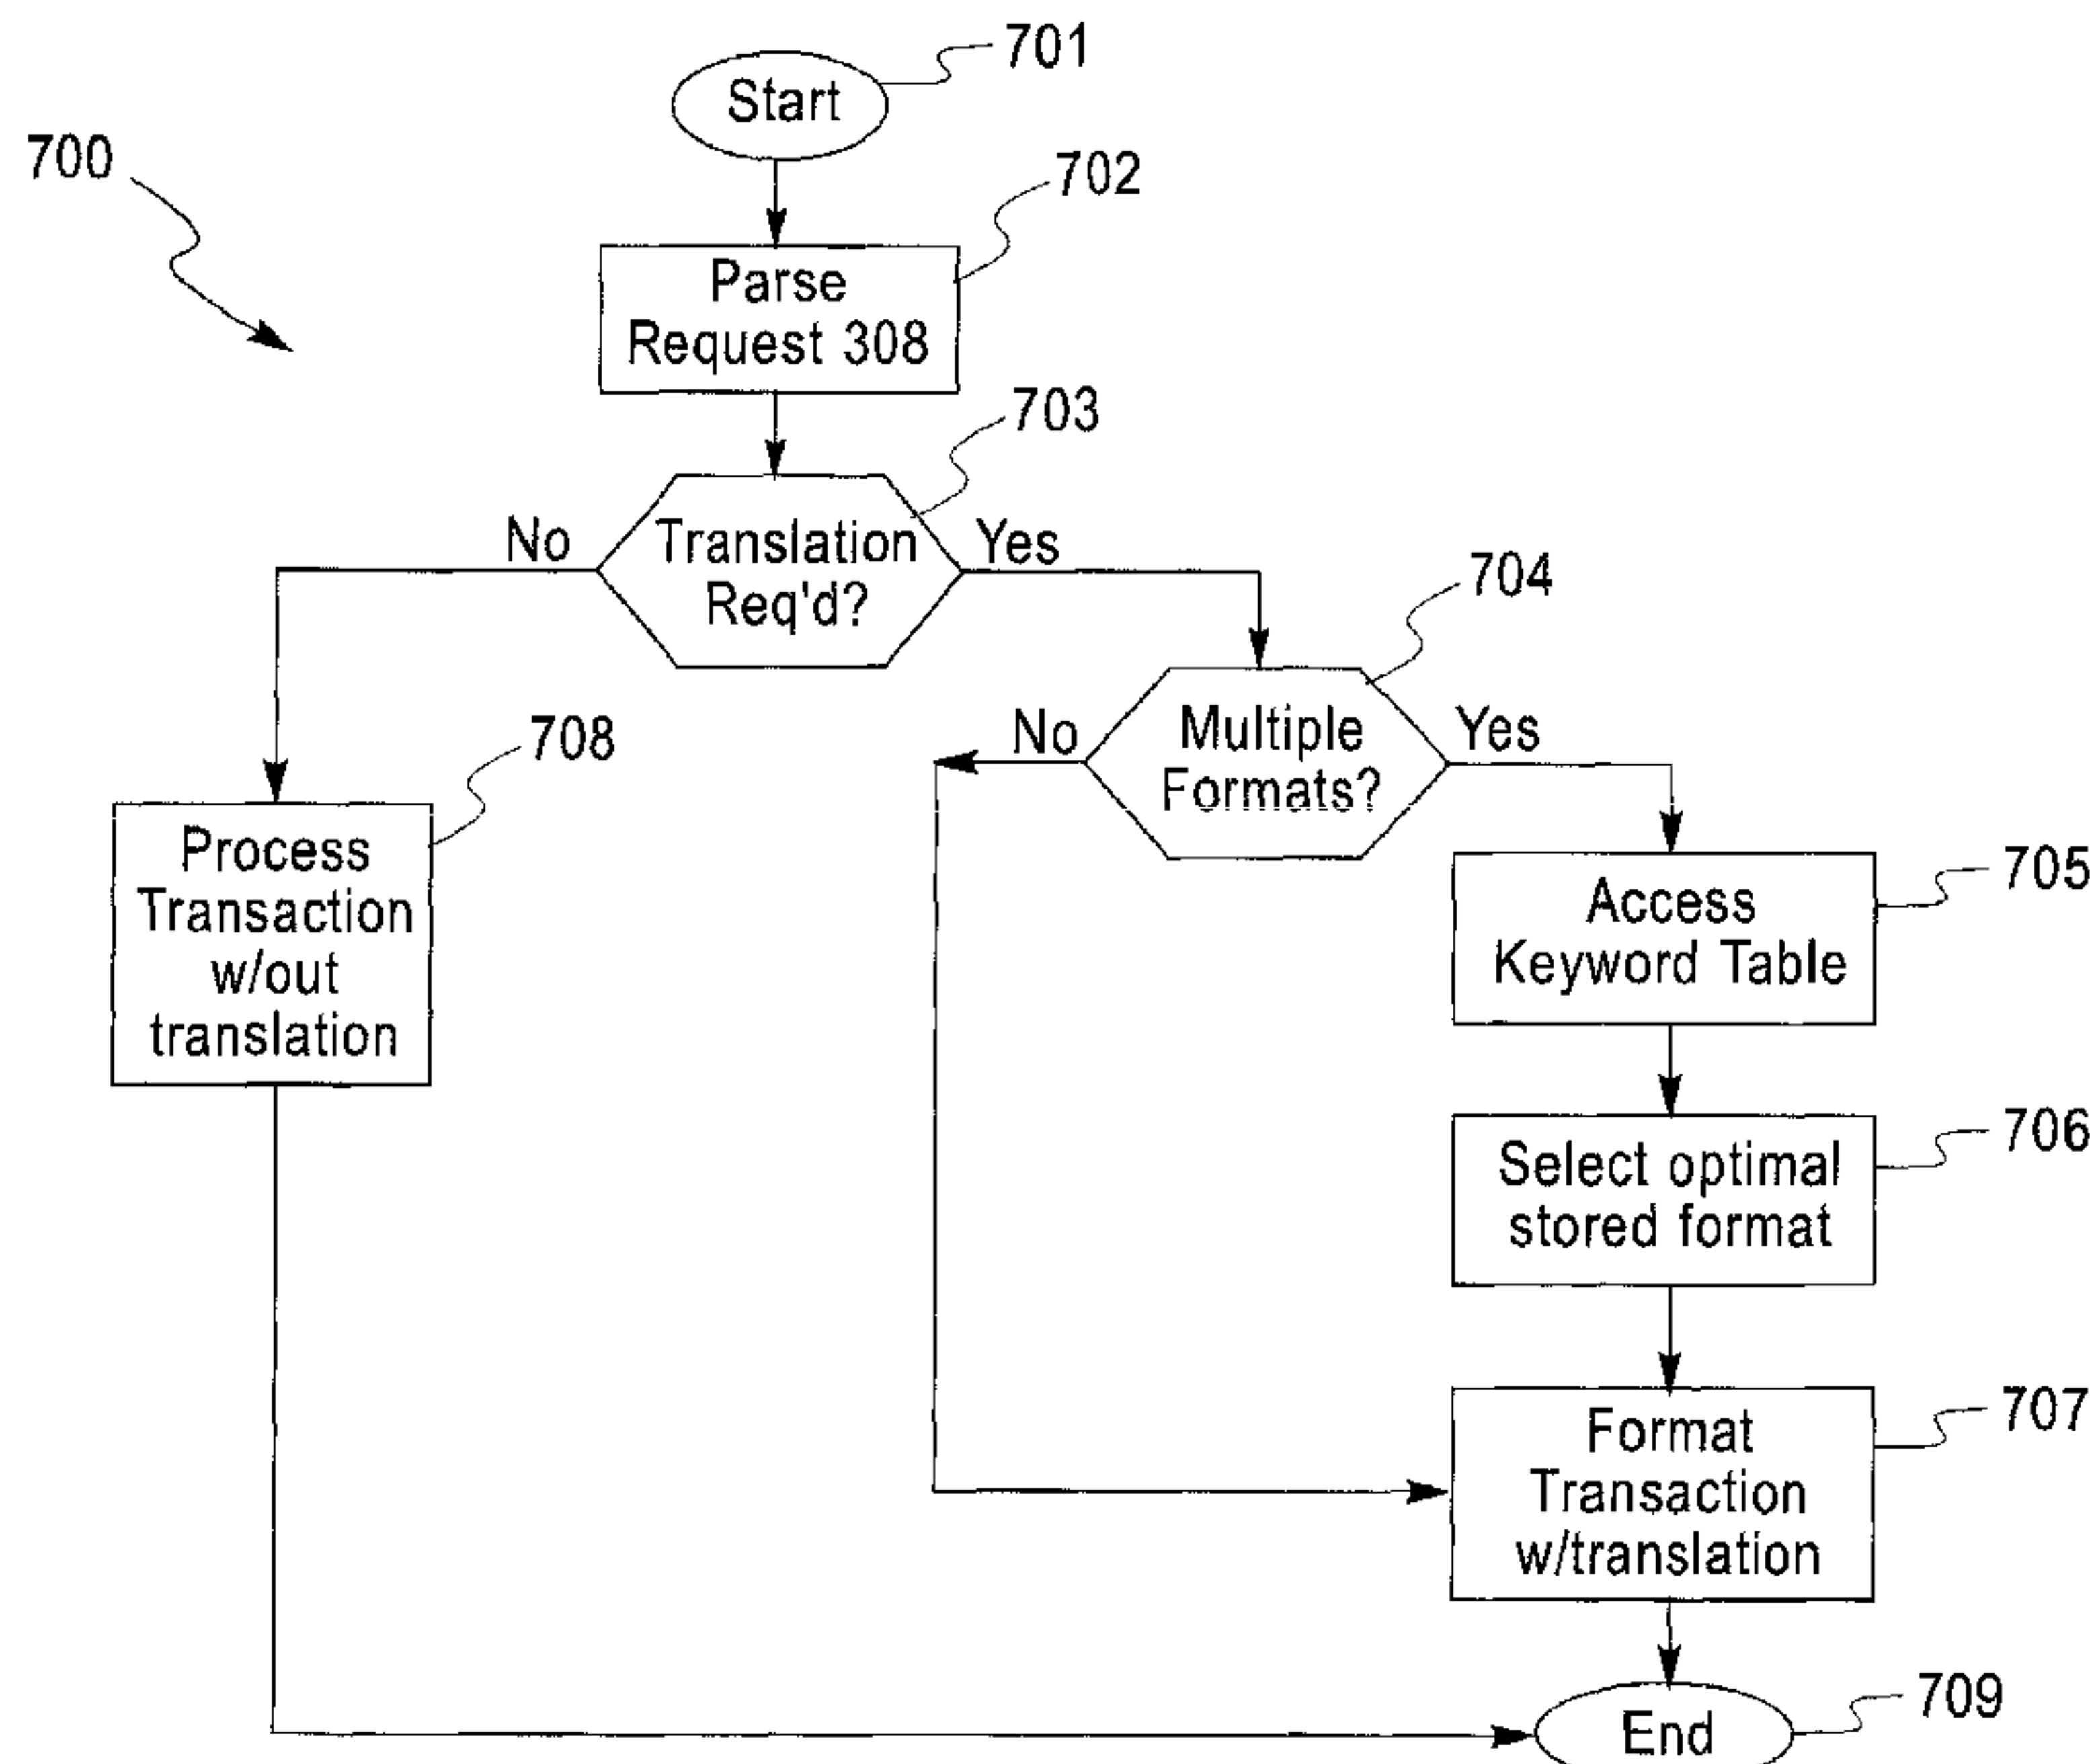 701
Start
700
702
Parse
Request 308
703
No
Translation
Req'd?
Yes
704
No
Multiple
Formats?
Yes
708
Process
Transaction
w/out
translation
705
Access
Keyword Table
706
Select optimal
stored format
707
Format
Transaction
w/translation
709
End